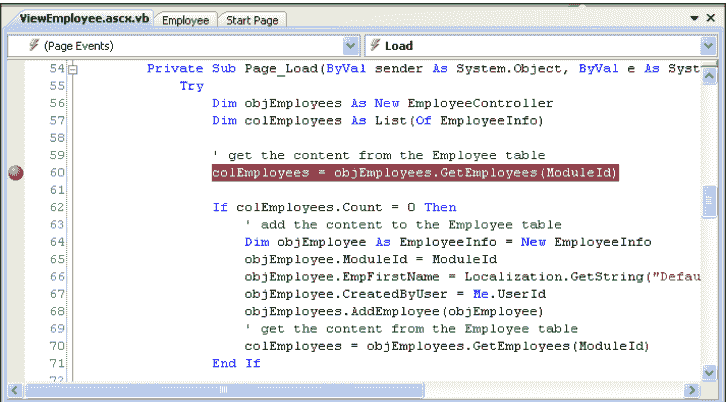 ViewEmployee.ascx.vb Employee Start Page
(Page Events) Load
54 Private Sub Page_Load(ByVal sender As System.Object, ByVal e As Syst
55 Try
56 Dim objEmployees As New EmployeeController
57 Dim colEmployees As List(Of EmployeeInfo)
58
59 ' get the content from the Employee table
60 colEmployees = objEmployees.GetEmployees(ModuleId)
61
62 If colEmployees.Count = 0 Then
63 ' add the content to the Employee table
64 Dim objEmployee As EmployeeInfo = New EmployeeInfo
65 objEmployee.ModuleId = ModuleId
66 objEmployee.EmpFirstName = Localization.GetString("Defau
67 objEmployee.CreatedByUser = Me.UserId
68 objEmployees.AddEmployee(objEmployee)
69 ' get the content from the Employee table
70 colEmployees = objEmployees.GetEmployees(ModuleId)
71 End If
72